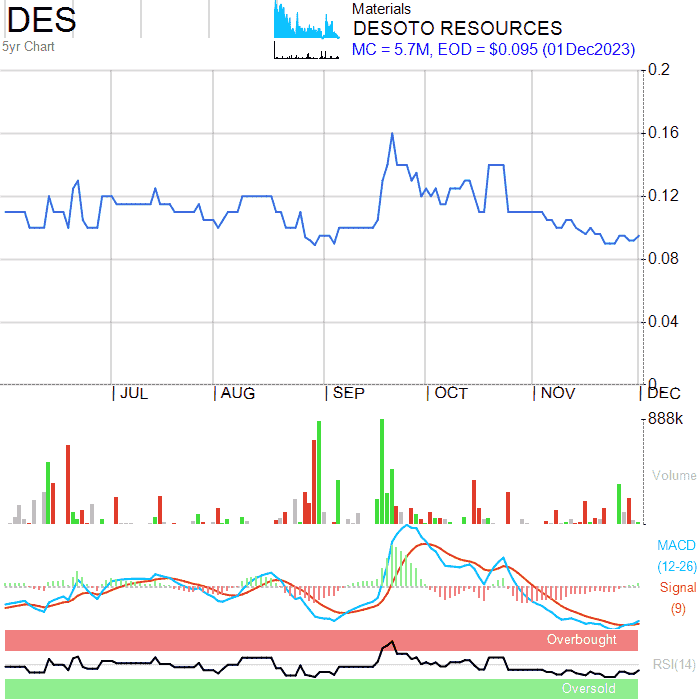 DES
5yr Chart
Materials
DESOTO RESOURCES
MC = 5.7M, EOD = $0.095 (01Dec2023)
0.2
0.16
0.12
0.08
0.04
0
JUL AUG SEP OCT NOV DEC
888k
Volume
MACD
(12-26)
Signal
(9)
Overbought
RSI(14)
Oversold